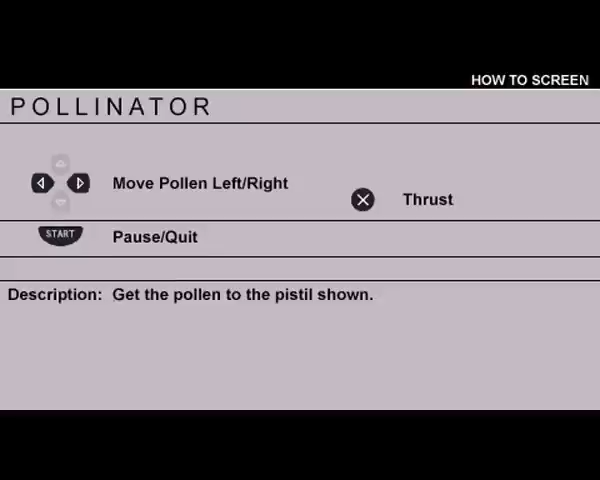 HOW TO SCREEN
POLLINATOR
Move Pollen Left/Right
Thrust
START
Pause/Quit
Description: Get the pollen to the pistil shown.